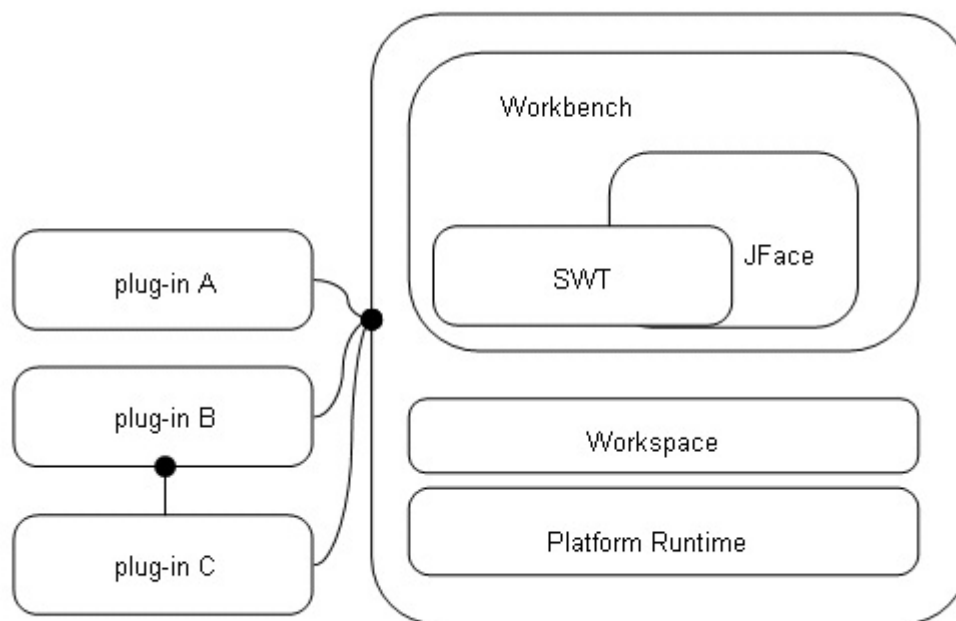 Workbench
JFace
SWT
plug-in A
plug-in B
plug-in C
Workspace
Platform Runtime